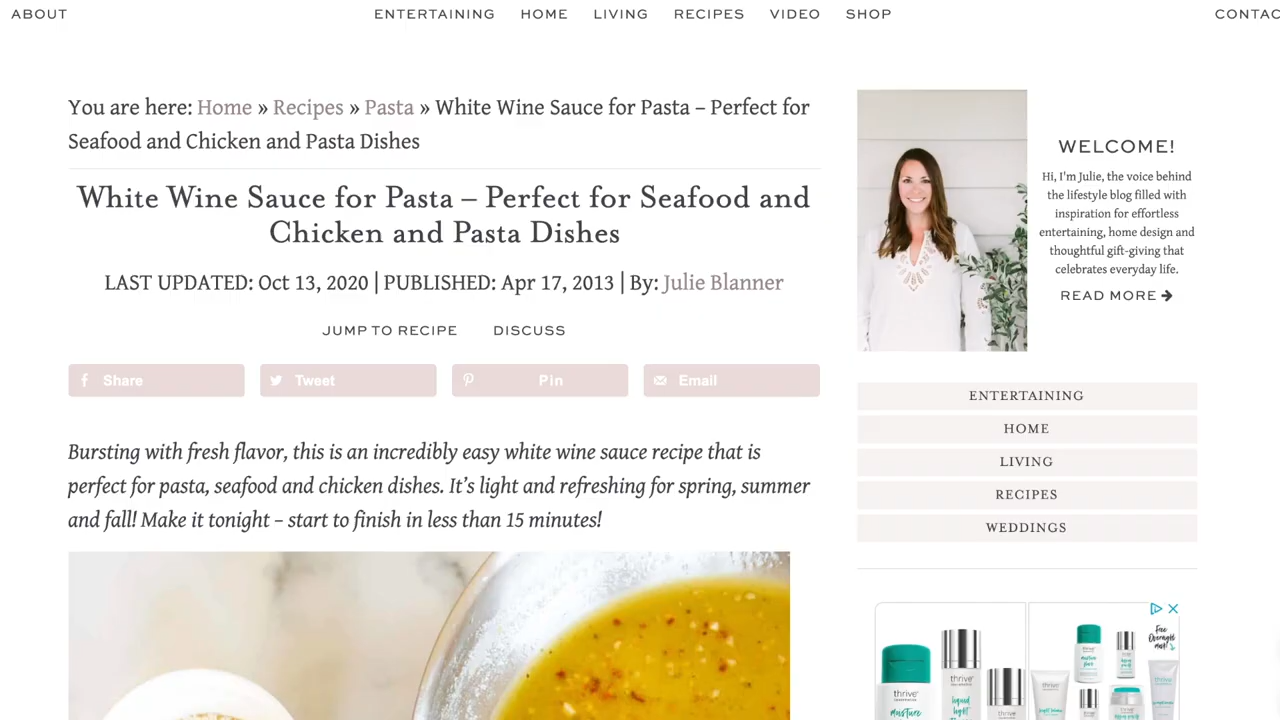 ABOUT
ENTERTAINING HOME LIVING RECIPES VIDEO SHOP
CONTAC
You are here: Home » Recipes » Pasta » White Wine Sauce for Pasta – Perfect for
Seafood and Chicken and Pasta Dishes
White Wine Sauce for Pasta – Perfect for Seafood and
Chicken and Pasta Dishes
LAST UPDATED: Oct 13, 2020 | PUBLISHED: Apr 17, 2013 | By: Julie Blanner
JUMP TO RECIPE DISCUSS
Share Tweet Pin Email
Bursting with fresh flavor, this is an incredibly easy white wine sauce recipe that is
perfect for pasta, seafood and chicken dishes. It’s light and refreshing for spring, summer
and fall! Make it tonight – start to finish in less than 15 minutes!
WELCOME!
Hi, I'm Julie, the voice behind
the lifestyle blog filled with
inspiration for effortless
entertaining, home design and
thoughtful gift-giving that
celebrates everyday life.
READ MORE
ENTERTAINING
HOME
LIVING
RECIPES
WEDDINGS
thrive
moisture
thrive
liquid
light
thrive
thrive
thrive
thrive